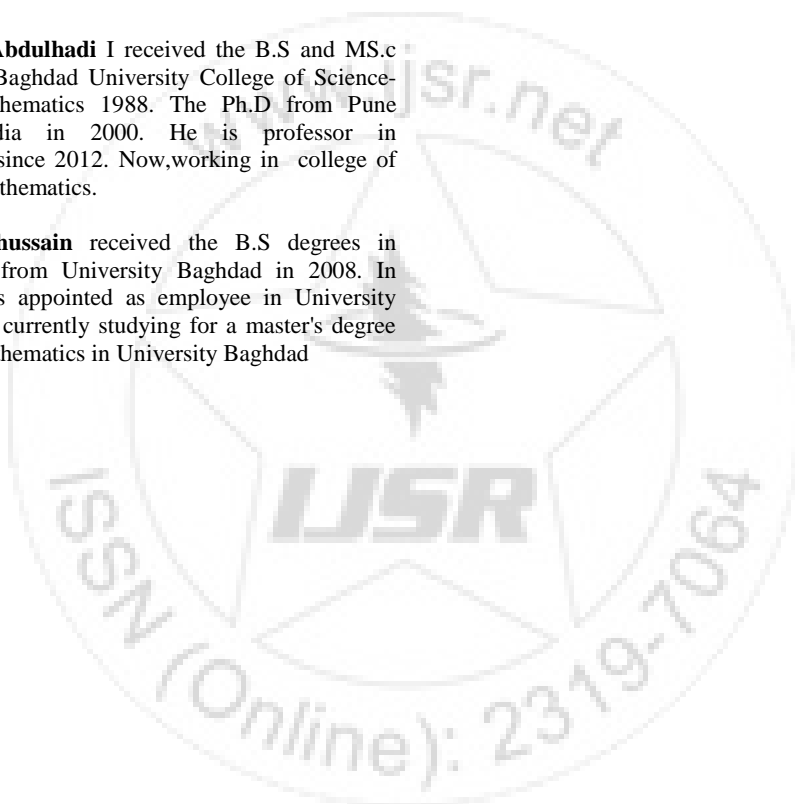 Abdulhadi I received the B.S and MS.c
Baghdad University College of Science-
hematics 1988. The Ph.D from Pune
dia in 2000. He is professor in
since 2012. Now,working in college of
thematics.
hussain received the B.S degrees in
from University Baghdad in 2008. In
s appointed as employee in University
currently studying for a master's degree
hematics in University Baghdad
www.ijsr.net
IJSR
ISSN (Online): 2319-7064